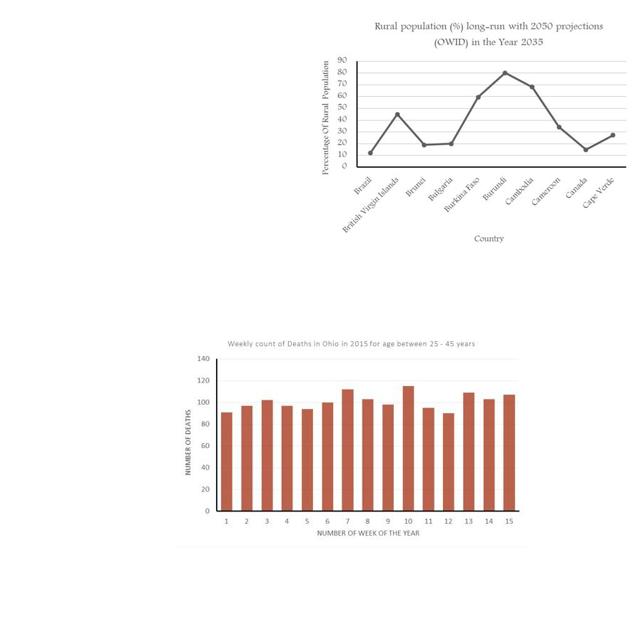 Rural population (%) long-run with 2050 projections
(OWID) in the Year 2035
Percentage Of Rural Population
90
80
70
60
50
40
30
20
10
0
Brazil
British Virgin Islands
Brunei
Bulgaria
Burkina Faso
Burundi
Cambodia
Cameroon
Canada
Cape Verde
Country
Weekly count of Deaths in Ohio in 2015 for age between 25 - 45 years
NUMBER OF DEATHS
140
120
100
80
60
40
20
0
1 2 3 4 5 6 7 8 9 10 11 12 13 14 15
NUMBER OF WEEK OF THE YEAR